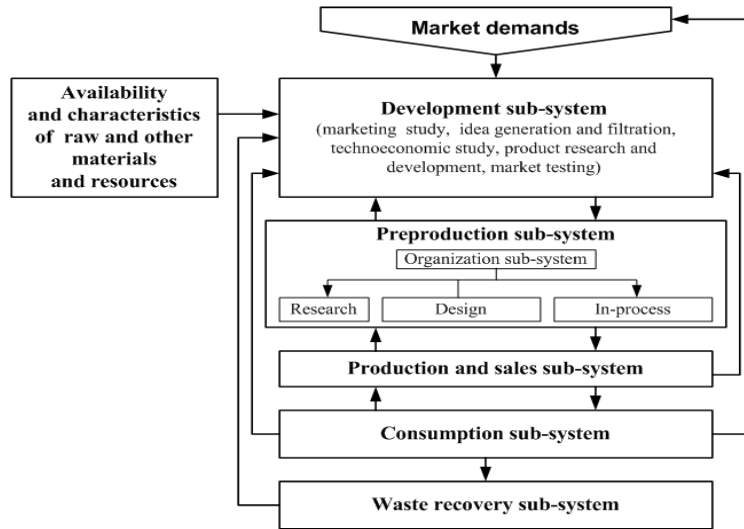 Market demands
Availability
and characteristics
of raw and other
materials
and resources
Development sub-system
(marketing study, idea generation and filtration,
technoeconomic study, product research and
development, market testing)
Preproduction sub-system
Organization sub-system
Research
Design
In-process
Production and sales sub-system
Consumption sub-system
Waste recovery sub-system